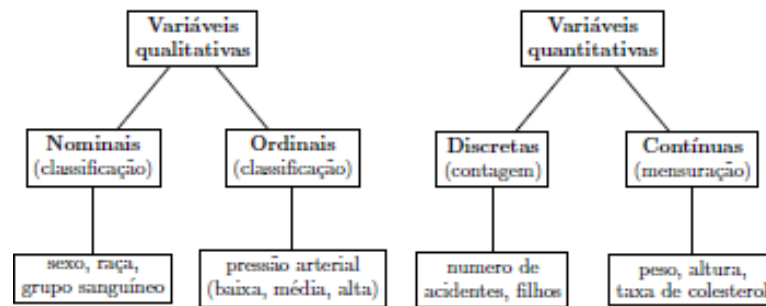 Variáveis
qualitativas
Variáveis
quantitativas
Nominais
(classificação)
Ordinais
(classificação)
Discretas
(contagem)
Contínuas
(mensuração)
sexo, raça,
grupo sanguíneo
pressão arterial
(baixa, média, alta)
numero de
acidentes, filhos
peso, altura,
taxa de colesterol